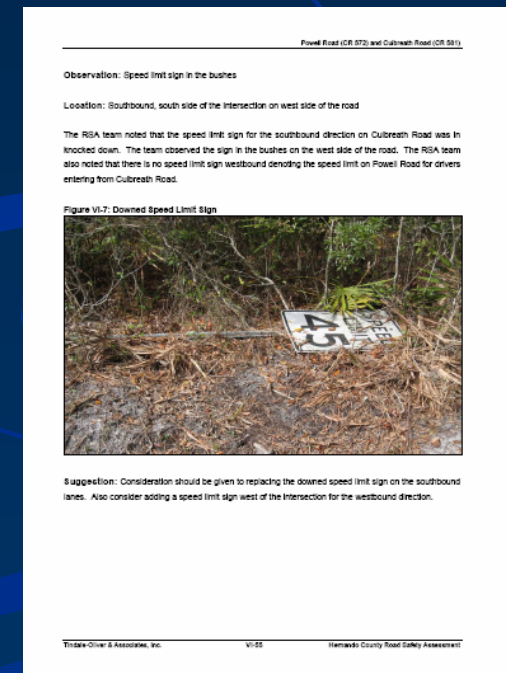 Powell Road (CR 572) and Culbreath Road (CR 581)
Observation: Speed limit sign in the bushes
Location: Southbound, south side of the intersection on west side of the road
The RSA team noted that the speed limit sign for the southbound direction on Culbreath Road was in
knocked down. The team observed the sign in the bushes on the west side of the road. The RSA team
also noted that there is no speed limit sign westbound denoting the speed limit on Powell Road for drivers
entering from Culbreath Road.
Figure VI-7: Downed Speed Limit Sign
SPEED
LIMIT
45
Suggestion: Consideration should be given to replacing the downed speed limit sign on the southbound
lanes. Also consider adding a speed limit sign west of the intersection for the westbound direction.
Tindale-Oliver & Associates, Inc. VI-55 Hernando County Road Safety Assessment